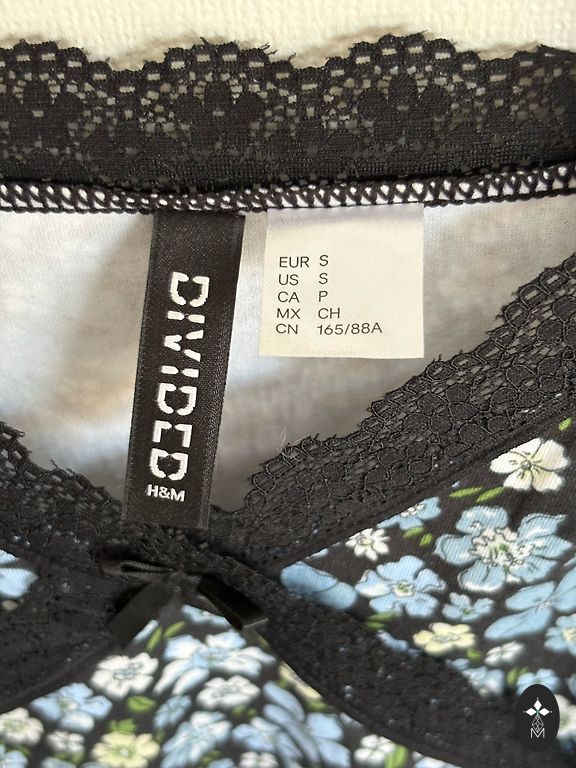 DIVIDED
H&M
EUR S
US S
CA P
MX CH
CN 165/88A
M